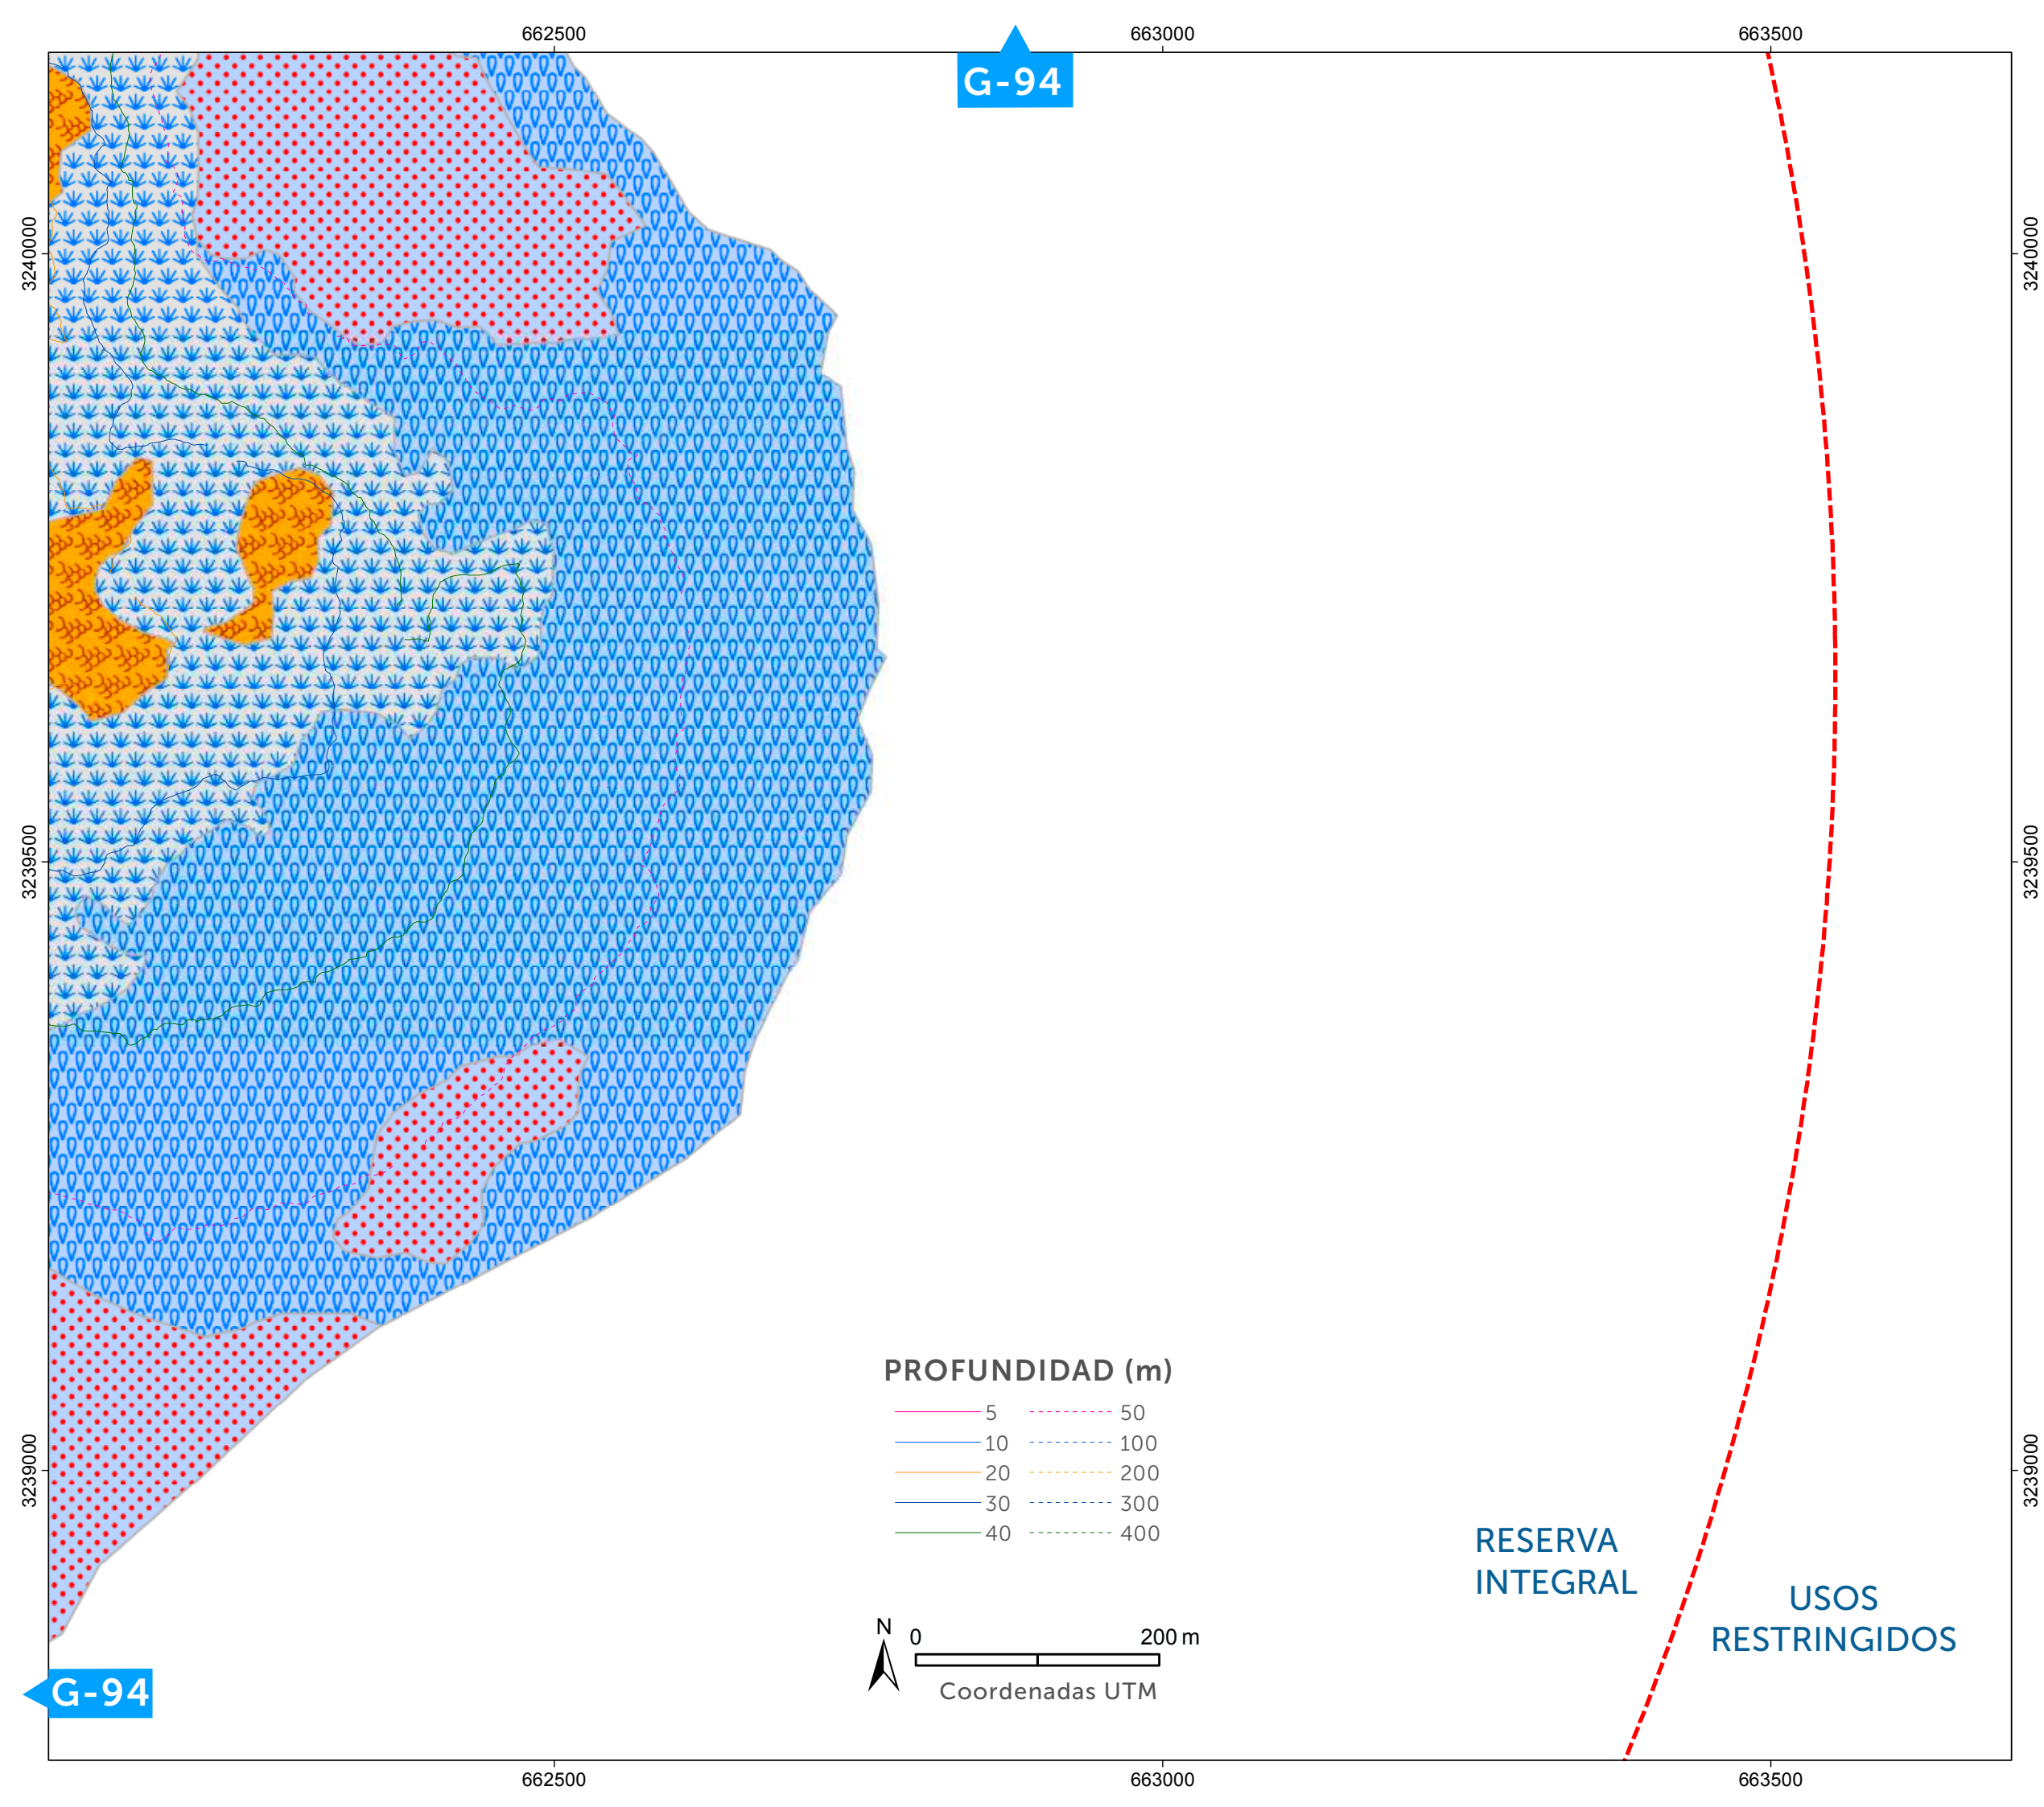 662500
663000
663500
G-94
3240000
3240000
3239500
3239500
PROFUNDIDAD (m)
5 50
10 100
20 200
30 300
40 400
3239000
3239000
RESERVA
INTEGRAL
USOS
RESTRINGIDOS
N
0 200 m
Coordenadas UTM
G-94
662500
663000
663500